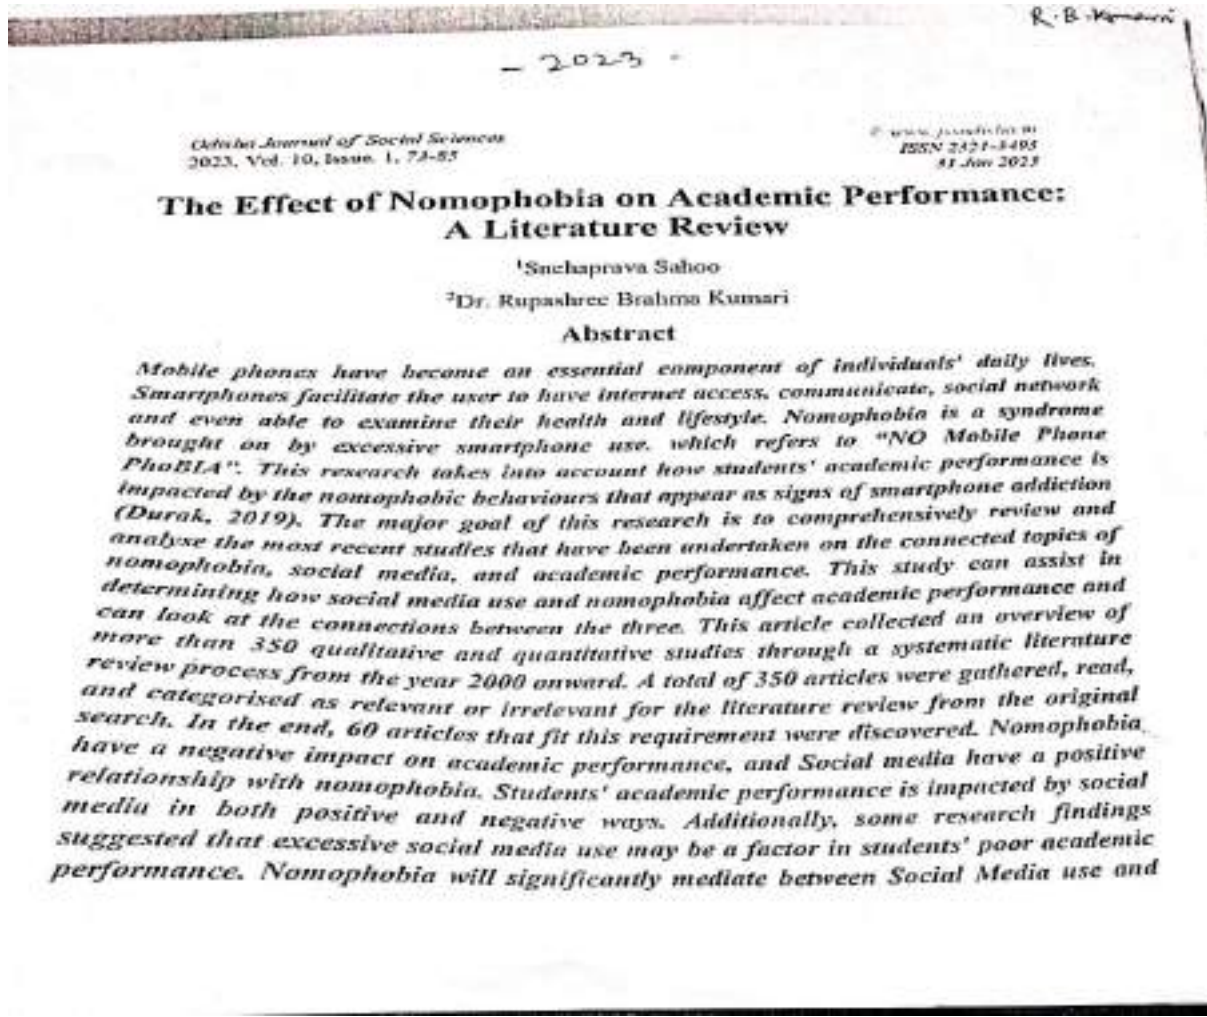 R. B. Kumari
- 2023 -
Odisha Journal of Social Sciences
2023, Vol. 10, Issue. 1, 73-85
ISSN 2321-3493
31 Jan 2023
The Effect of Nomophobia on Academic Performance:
A Literature Review
¹Snehaprava Sahoo
²Dr. Rupashree Brahma Kumari
Abstract
Mobile phones have become an essential component of individuals' daily lives.
Smartphones facilitate the user to have internet access, communicate, social network
and even able to examine their health and lifestyle. Nomophobia is a syndrome
brought on by excessive smartphone use. which refers to "NO Mobile Phone
PhoBIA". This research takes into account how students' academic performance is
impacted by the nomophobic behaviours that appear as signs of smartphone addiction
(Durak, 2019). The major goal of this research is to comprehensively review and
analyse the most recent studies that have been undertaken on the connected topics of
nomophobia, social media, and academic performance. This study can assist in
determining how social media use and nomophobia affect academic performance and
can look at the connections between the three. This article collected an overview of
more than 350 qualitative and quantitative studies through a systematic literature
review process from the year 2000 onward. A total of 350 articles were gathered, read,
and categorised as relevant or irrelevant for the literature review from the original
search. In the end, 60 articles that fit this requirement were discovered. Nomophobia
have a negative impact on academic performance, and Social media have a positive
relationship with nomophobia. Students' academic performance is impacted by social
media in both positive and negative ways. Additionally, some research findings
suggested that excessive social media use may be a factor in students' poor academic
performance. Nomophobia will significantly mediate between Social Media use and